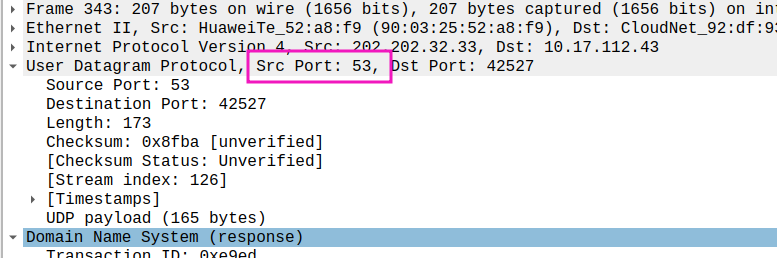 Frame 343: 207 bytes on wire (1656 bits), 207 bytes captured (1656 bits) on inf
Ethernet II, Src: HuaweiTe_52:a8:f9 (90:03:25:52:a8:f9), Dst: CloudNet_92:df:93
Internet Protocol Version 4, Src: 202.202.32.33, Dst: 10.17.112.43
User Datagram Protocol, Src Port: 53, Dst Port: 42527
Source Port: 53
Destination Port: 42527
Length: 173
Checksum: 0x8fba [unverified]
[Checksum Status: Unverified]
[Stream index: 126]
[Timestamps]
UDP payload (165 bytes)
Domain Name System (response)
Transaction ID: 0xe9ed